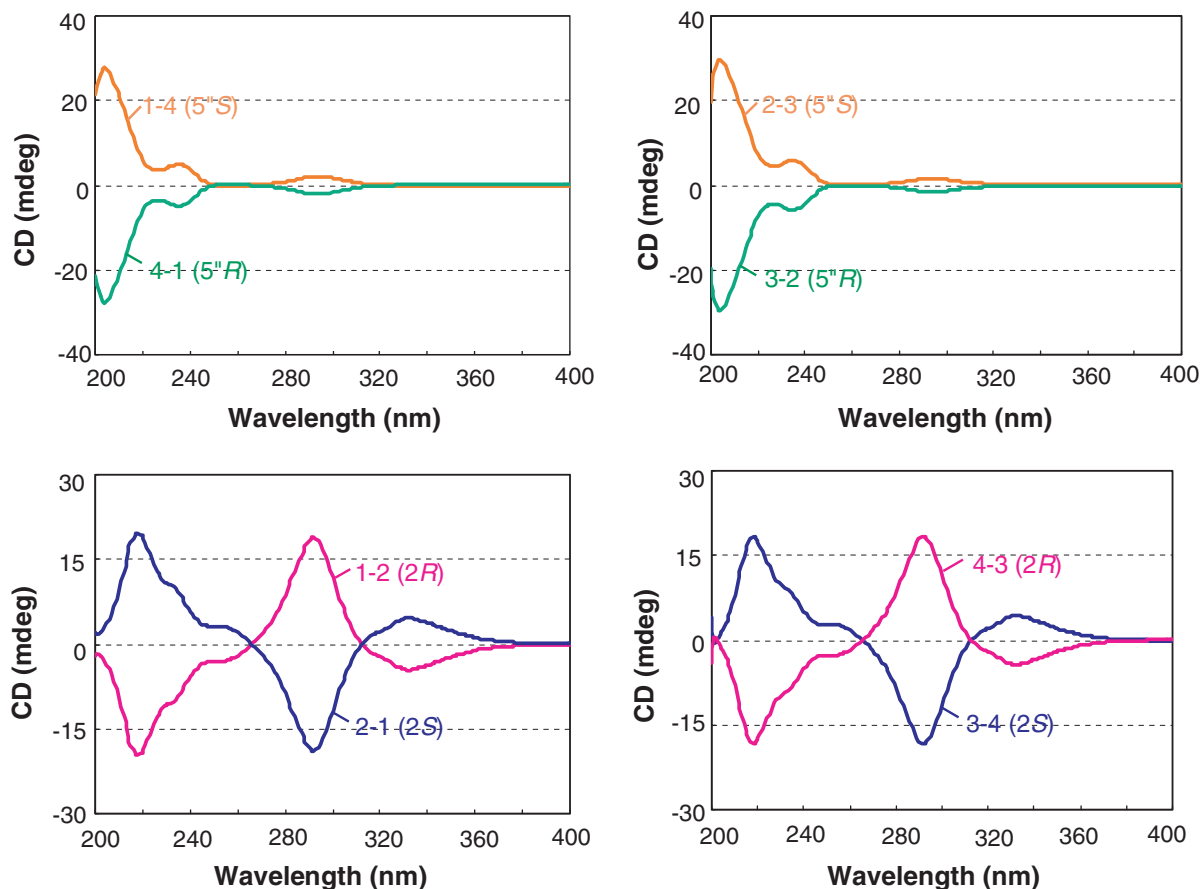 40
20
0
-20
-40
CD (mdeg)
1-4 (5"S)
4-1 (5"R)
200 240 280 320 360 400
Wavelength (nm)
40
20
0
-20
-40
CD (mdeg)
2-3 (5"S)
3-2 (5"R)
200 240 280 320 360 400
Wavelength (nm)
30
15
0
-15
-30
CD (mdeg)
1-2 (2R)
2-1 (2S)
200 240 280 320 360 400
Wavelength (nm)
30
15
0
-15
-30
CD (mdeg)
4-3 (2R)
3-4 (2S)
200 240 280 320 360 400
Wavelength (nm)